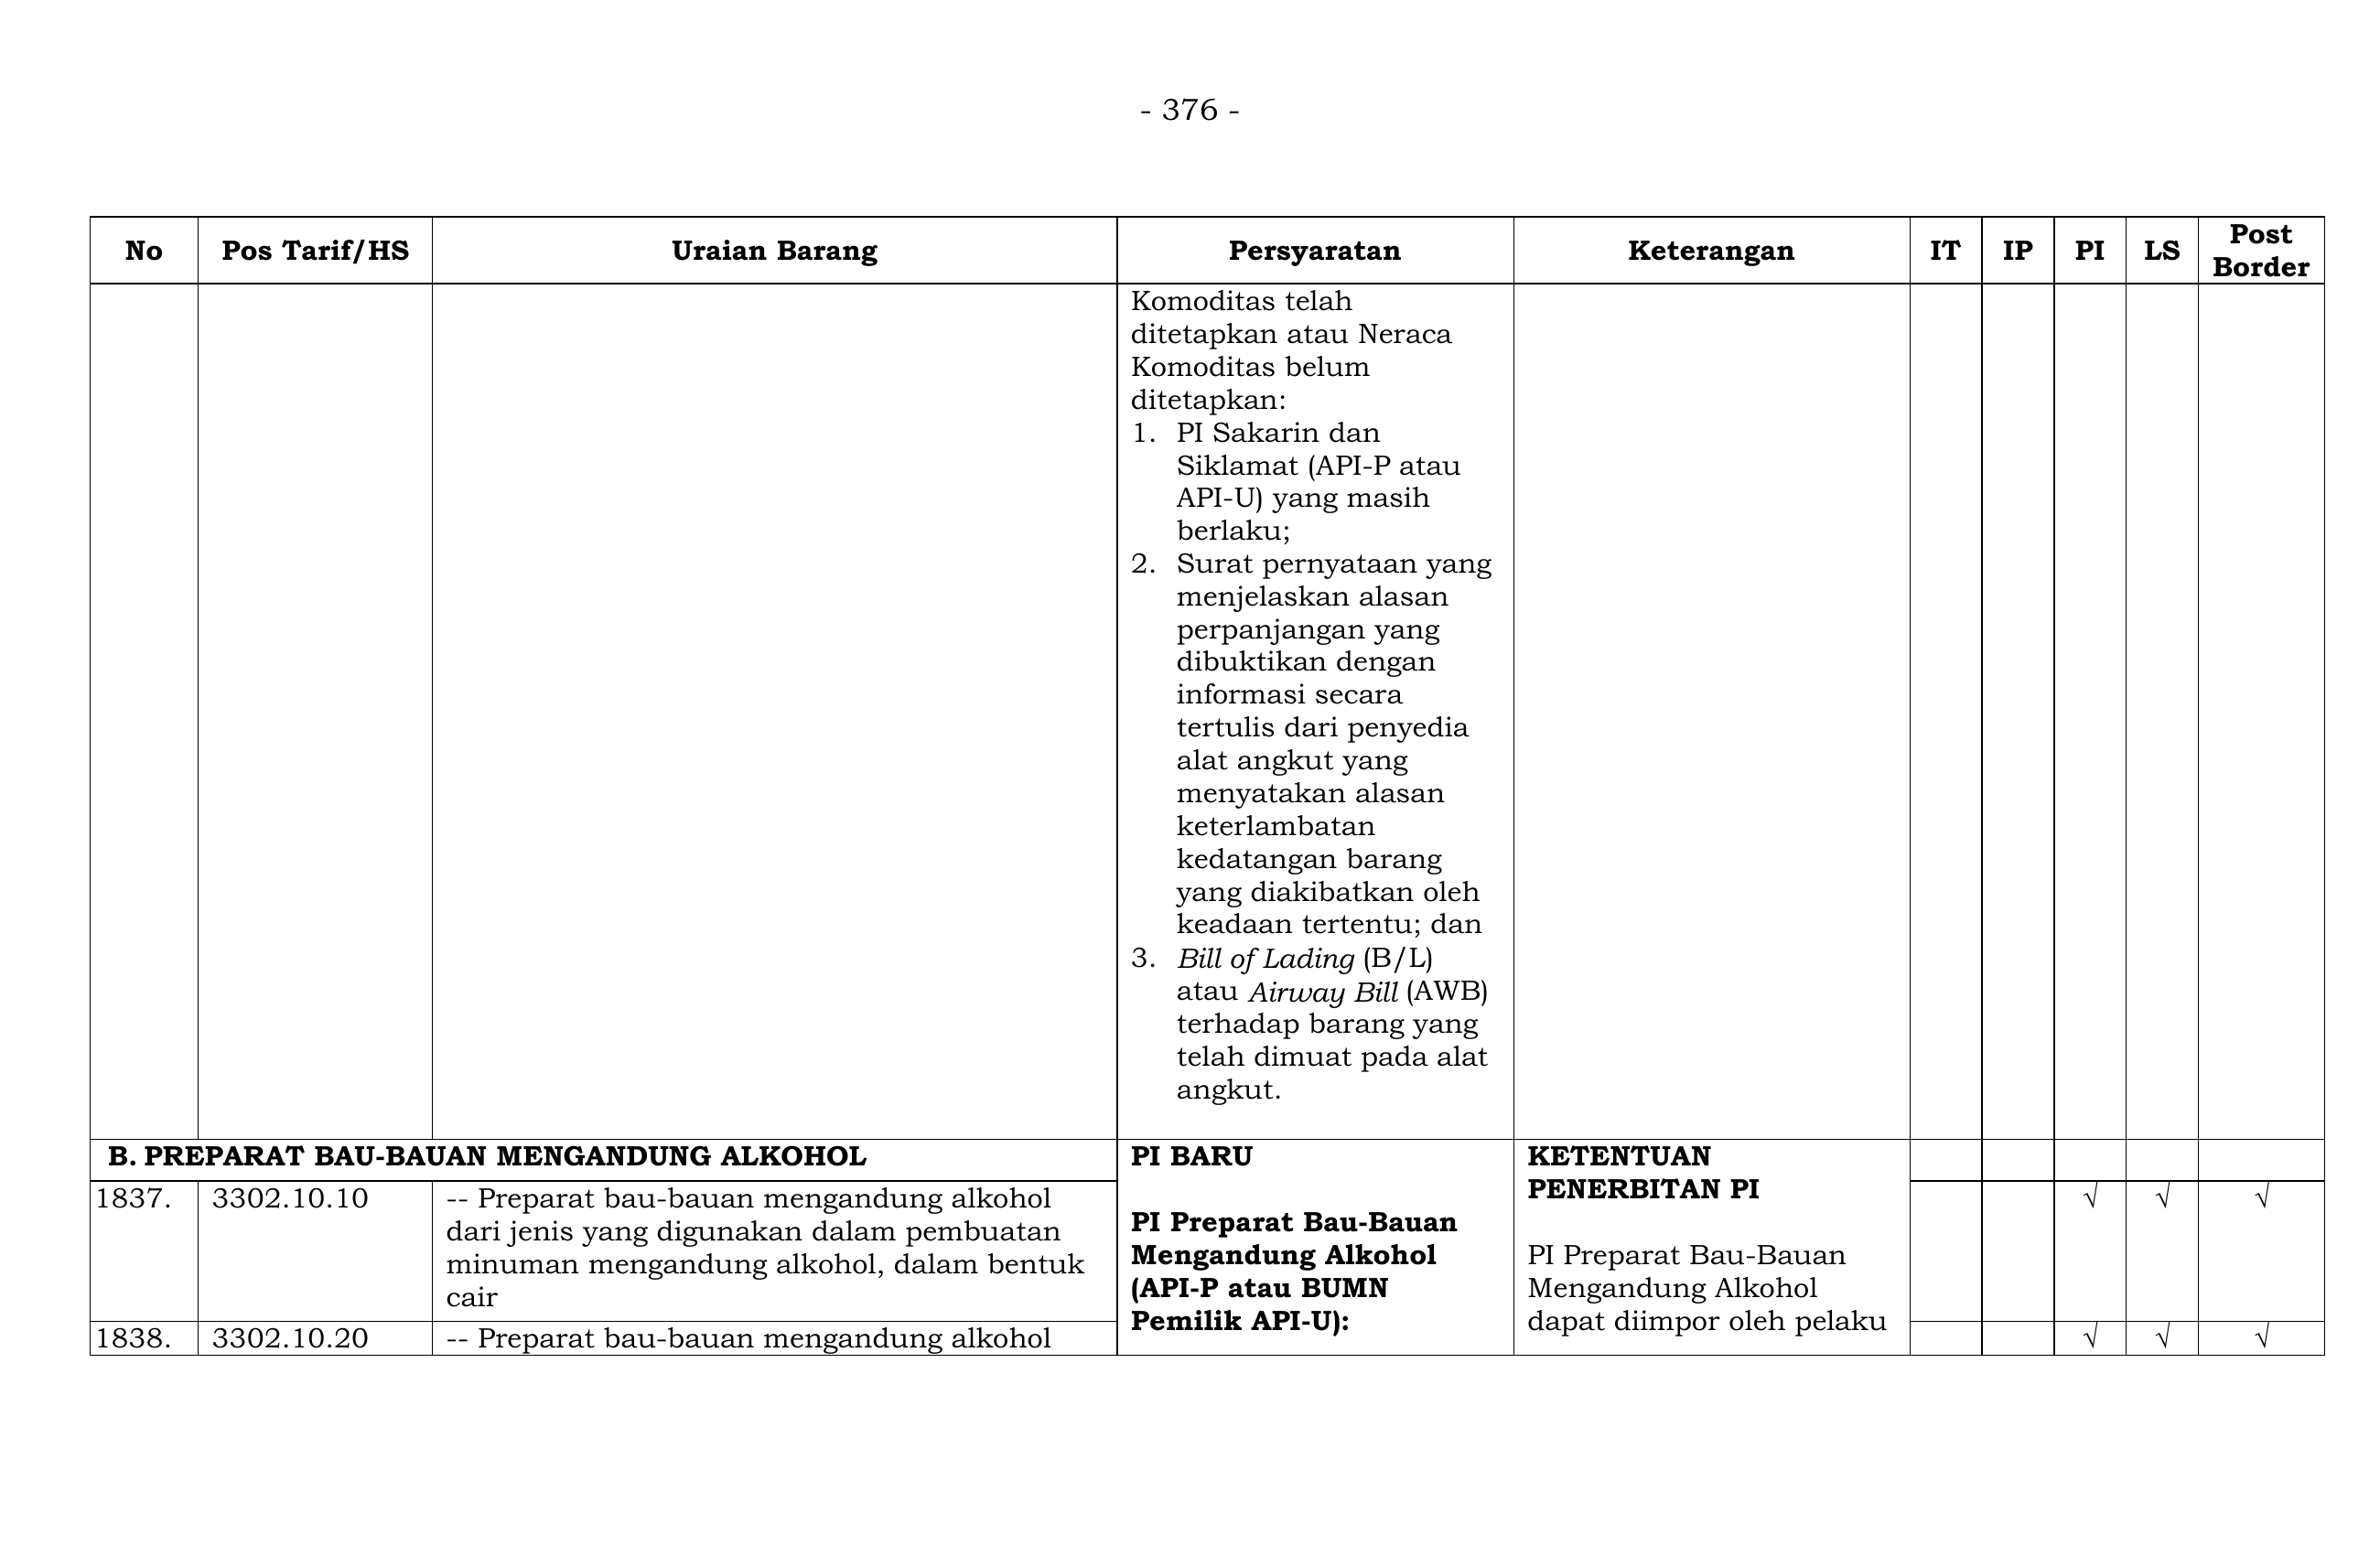 - 376 -
No Pos Tarif/HS Uraian Barang Persyaratan Keterangan IT IP PI LS Post Border
Komoditas telah
ditetapkan atau Neraca
Komoditas belum
ditetapkan:
1. PI Sakarin dan
Siklamat (API-P atau
API-U) yang masih
berlaku;
2. Surat pernyataan yang
menjelaskan alasan
perpanjangan yang
dibuktikan dengan
informasi secara
tertulis dari penyedia
alat angkut yang
menyatakan alasan
keterlambatan
kedatangan barang
yang diakibatkan oleh
keadaan tertentu; dan
3. Bill of Lading (B/L)
atau Airway Bill (AWB)
terhadap barang yang
telah dimuat pada alat
angkut.
B. PREPARAT BAU-BAUAN MENGANDUNG ALKOHOL
1837. 3302.10.10 -- Preparat bau-bauan mengandung alkohol
dari jenis yang digunakan dalam pembuatan
minuman mengandung alkohol, dalam bentuk
cair
1838. 3302.10.20 -- Preparat bau-bauan mengandung alkohol
PI BARU
PI Preparat Bau-Bauan
Mengandung Alkohol
(API-P atau BUMN
Pemilik API-U):
KETENTUAN
PENERBITAN PI
PI Preparat Bau-Bauan
Mengandung Alkohol
dapat diimpor oleh pelaku
√ √ √
√ √ √